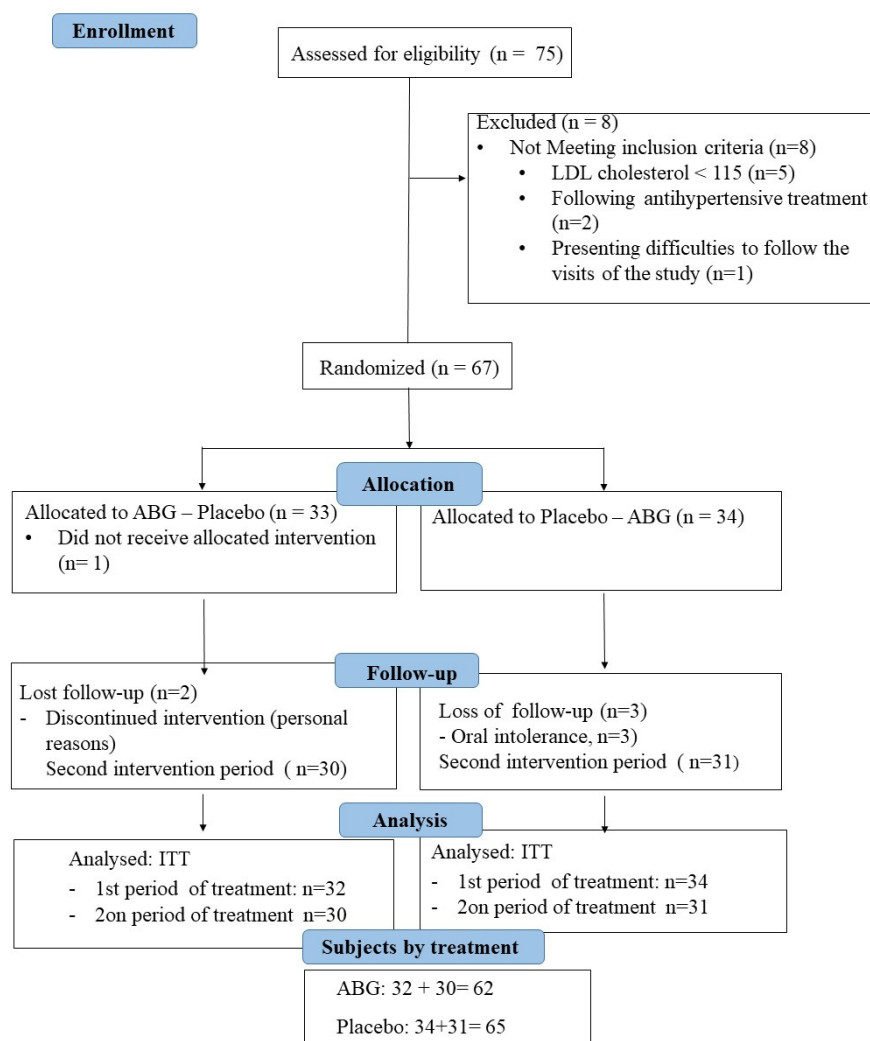 Enrollment
Assessed for eligibility (n = 75)
Excluded (n = 8)
• Not Meeting inclusion criteria (n=8)
• LDL cholesterol < 115 (n=5)
• Following antihypertensive treatment
(n=2)
• Presenting difficulties to follow the
visits of the study (n=1)
Randomized (n = 67)
Allocation
Allocated to ABG – Placebo (n = 33)
• Did not receive allocated intervention
(n= 1)
Allocated to Placebo – ABG (n = 34)
Follow-up
Lost follow-up (n=2)
- Discontinued intervention (personal
reasons)
Second intervention period ( n=30)
Loss of follow-up (n=3)
- Oral intolerance, n=3)
Second intervention period ( n=31)
Analysis
Analysed: ITT
- 1st period of treatment: n=32
- 2on period of treatment n=30
Analysed: ITT
- 1st period of treatment: n=34
- 2on period of treatment n=31
Subjects by treatment
ABG: 32 + 30= 62
Placebo: 34+31= 65